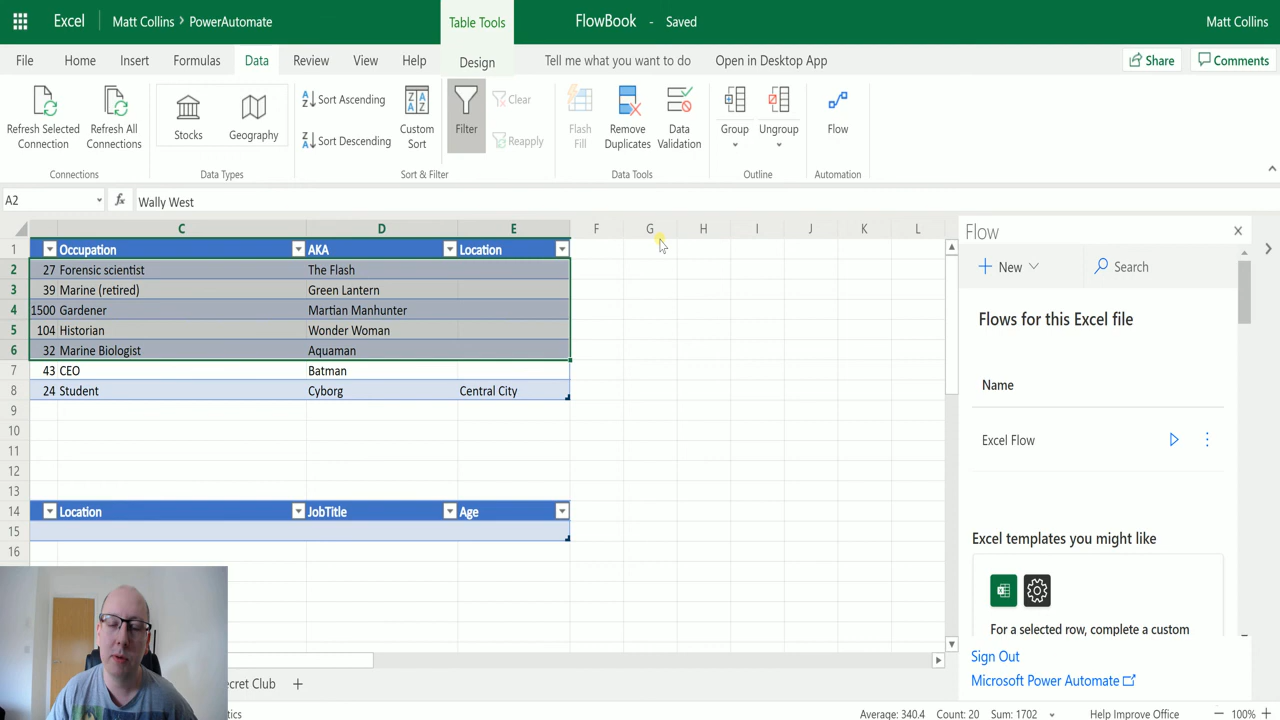 Excel Matt Collins > PowerAutomate Table Tools FlowBook - Saved Matt Collins
File Home Insert Formulas Data Review View Help Design Tell me what you want to do Open in Desktop App Share Comments
Refresh Selected Connection
Refresh All Connections
Connections
Stocks
Geography
Data Types
Sort Ascending
Sort Descending
Custom Sort
Filter
Clear
Reapply
Sort & Filter
Flash Fill
Remove Duplicates
Data Validation
Data Tools
Group
Ungroup
Outline
Flow
Automation
A2 fx Wally West
C D E F G H I J K L
1 Occupation AKA Location
2 27 Forensic scientist The Flash
3 39 Marine (retired) Green Lantern
4 1500 Gardener Martian Manhunter
5 104 Historian Wonder Woman
6 32 Marine Biologist Aquaman
7 43 CEO Batman
8 24 Student Cyborg Central City
9
10
11
12
13
14 Location JobTitle Age
15
16
Flow
New Search
Flows for this Excel file
Name
Excel Flow
Excel templates you might like
For a selected row, complete a custom
Sign Out
Microsoft Power Automate
Club
Average: 340.4 Count: 20 Sum: 1702 Help Improve Office 100%